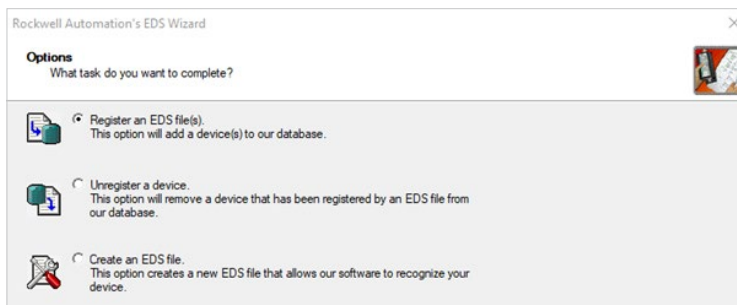 Rockwell Automation's EDS Wizard
Options
What task do you want to complete?
Register an EDS file(s).
This option will add a device(s) to our database.
Unregister a device.
This option will remove a device that has been registered by an EDS file from
our database.
Create an EDS file.
This option creates a new EDS file that allows our software to recognize your
device.